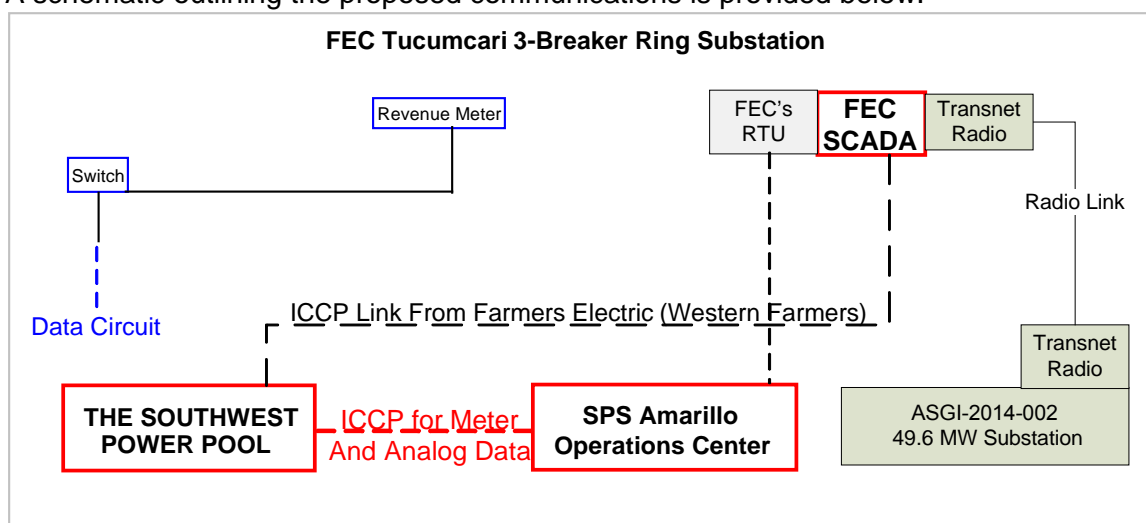 A schematic outlining the proposed communications is provided below.
FEC Tucumcari 3-Breaker Ring Substation
Revenue Meter
FEC's
RTU
FEC
SCADA
Transnet
Radio
Switch
Radio Link
Data Circuit
ICCP Link From Farmers Electric (Western Farmers)
Transnet
Radio
THE SOUTHWEST
POWER POOL
ICCP for Meter
And Analog Data
SPS Amarillo
Operations Center
ASGI-2014-002
49.6 MW Substation